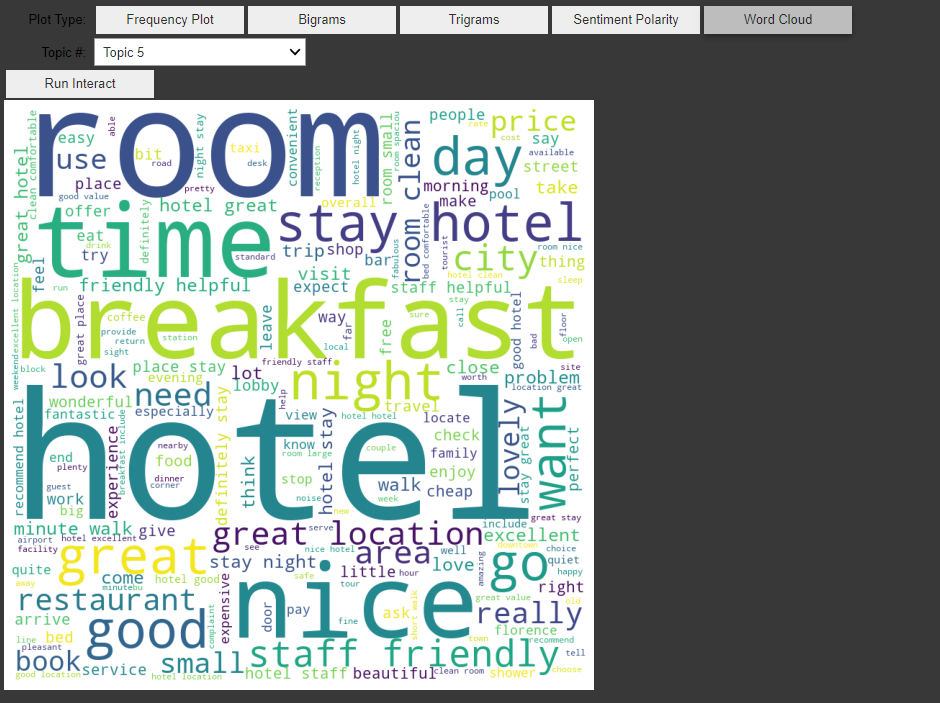 Plot Type: Frequency Plot Bigrams Trigrams Sentiment Polarity Word Cloud
Topic #: Topic 5
Run Interact
room
time
breakfast
hotel
nice
day
price
people
rate
cost
say
available
street
take
easy
able
use
bit
road
taxi
desk
night stay
convenient
reception
hotel night
room small
room spaciou
room clean
clean comfortable
great hotel
place
pretty
good value
offer
hotel great
overall
morning
make
pool
stay hotel
eat
drink
try
definitely
standard
trip
shop
bar
fabulous
bed comfortable
tourist
city
room nice
thing
hotel clean
sleep
feel
run
friendly helpful
visit
expect
staff helpful
stay
call
good hotel
bad
floor
open
great place
coffee
provide
return
sight
station
leave
way
far
local
free
sure
excellent location
weekend
block
look
place stay
evening
lot
lobby
friendly staff
help
night
close
worth
site
problem
location great
travel
wonderful
fantastic
need
especially
view
hotel hotel
locate
lovely
want
perfect
stay great
recommend hotel
experience
breakfast include
definitely stay
think
hotel stay
know
room large
couple
check
family
enjoy
end
plenty
guest
work
big
nearby
food
dinner
corner
stop
noise
new
walk
week
cheap
minute walk
give
great location
serve
include
great stay
excellent
airport
facility
hotel excellent
great
see
nice hotel
area
well
love
downtown
choice
quiet
happy
go
quite
away
come
minute
bu
hotel good
stay night
safe
little
hour
tour
amazing
right
restaurant
expensive
door
pay
fine
ask
short walk
great value
old
really
arrive
line
bed
pleasant
good
complaint
town
florence
recommend
book
good location
service
small
hotel location
staff friendly
hotel staff
beautiful
clean room
shower
tell
choose